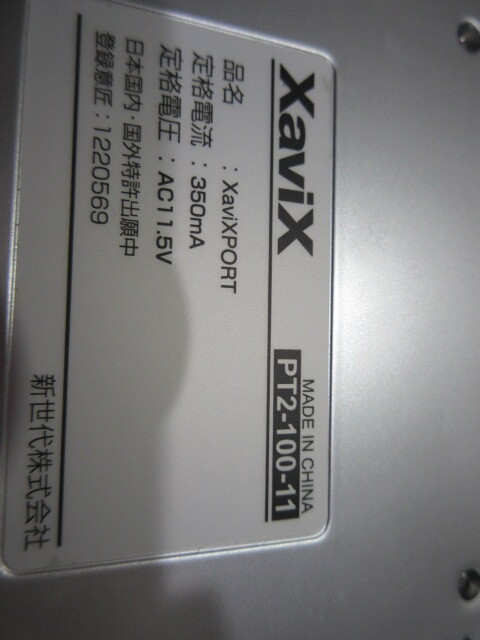 XaviX
MADE IN CHINA
PT2-100-11
品名 : XaviXPORT
定格電流 : 350mA
定格電圧 : AC11.5V
日本国内・国外特許出願中
登録意匠 : 1220569
新世代株式会社